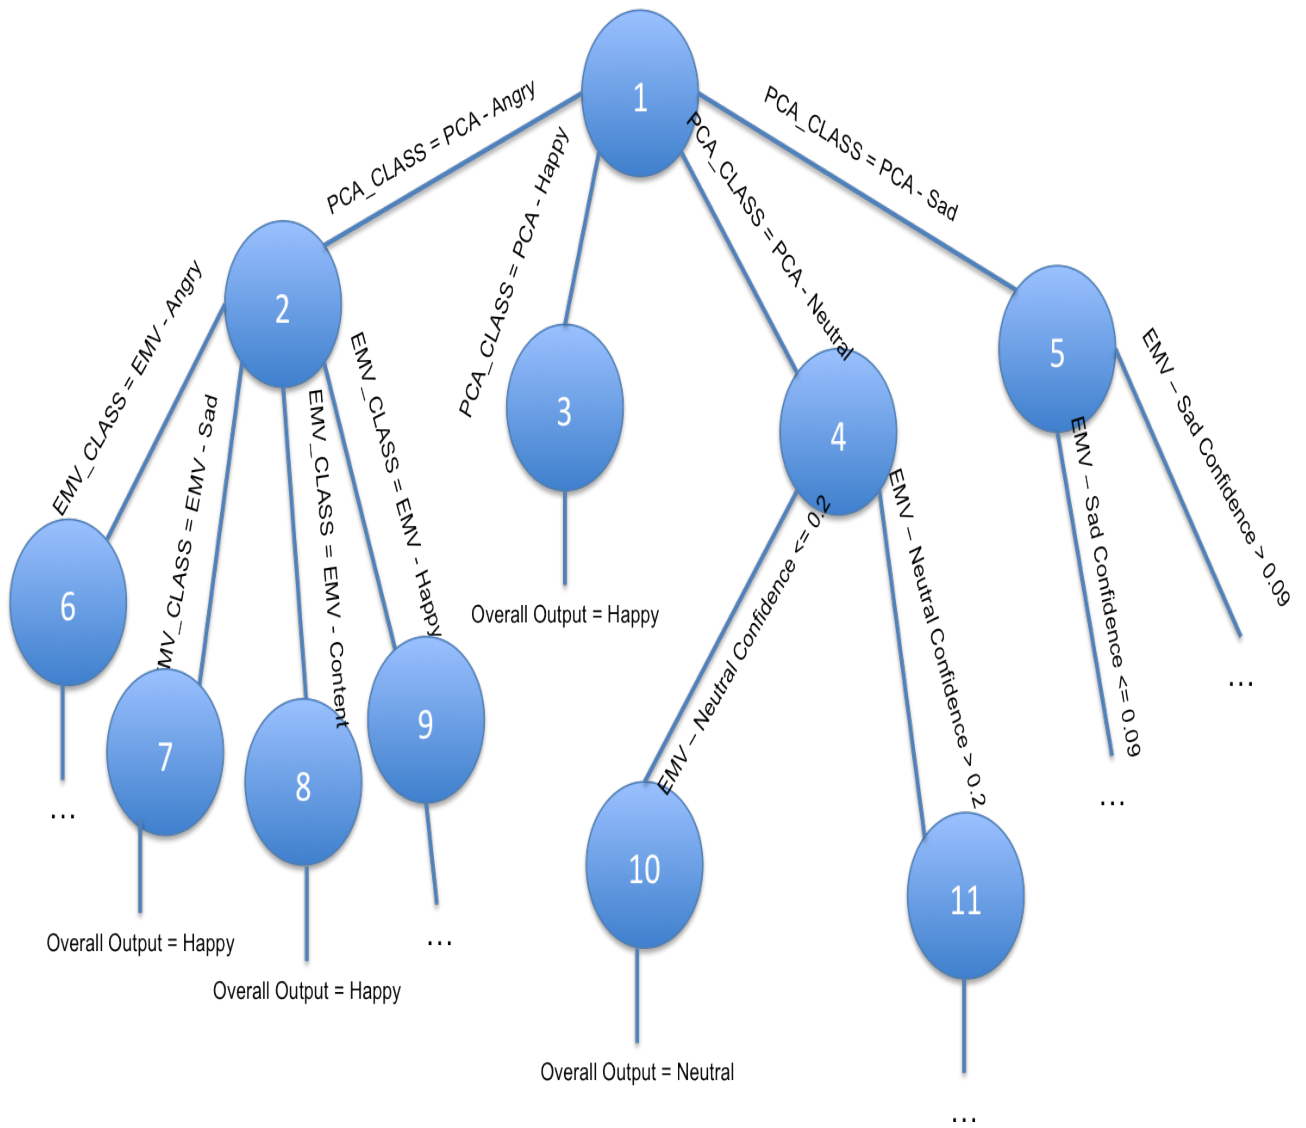 1
PCA_CLASS = PCA - Angry
PCA_CLASS = PCA - Happy
PCA_CLASS = PCA - Neutral
PCA_CLASS = PCA - Sad
2
3
4
5
EMV_CLASS = EMV - Angry
MV_CLASS = EMV - Sad
EMV_CLASS = EMV - Content
EMV_CLASS = EMV - Happy
Overall Output = Happy
EMV – Neutral Confidence <= 0.2
EMV – Neutral Confidence > 0.2
EMV – Sad Confidence <= 0.09
EMV – Sad Confidence > 0.09
...
...
6
7
8
9
10
11
...
Overall Output = Happy
Overall Output = Happy
...
Overall Output = Neutral
...